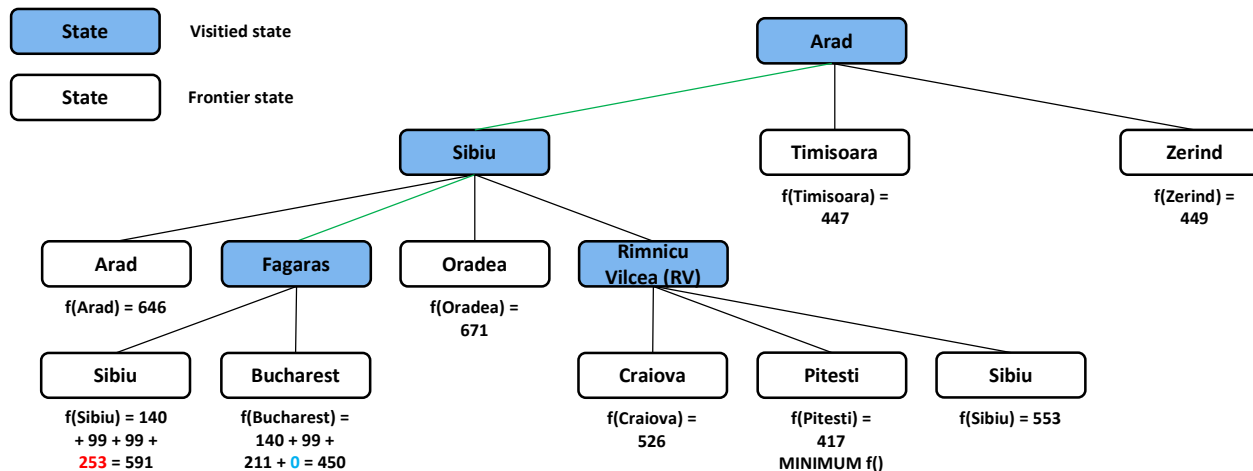 State
Visitied state
Arad
State
Frontier state
Sibiu
Timisoara
Zerind
f(Timisoara) =
447
f(Zerind) =
449
Arad
Fagaras
Oradea
Rimnicu
Vilcea (RV)
f(Arad) = 646
f(Oradea) =
671
Sibiu
Bucharest
Craiova
Pitesti
Sibiu
f(Sibiu) = 140
+ 99 + 99 +
253 = 591
f(Bucharest) =
140 + 99 +
211 + 0 = 450
f(Craiova) =
526
f(Pitesti) =
417
MINIMUM f()
f(Sibiu) = 553